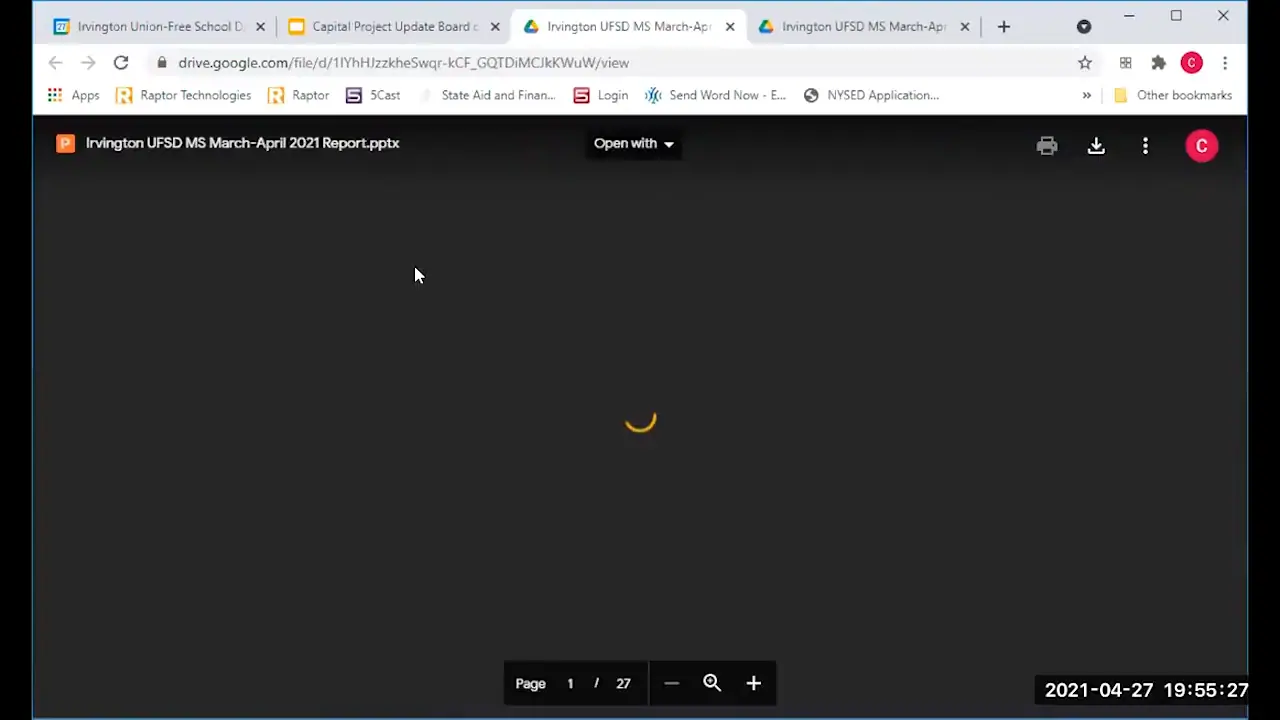 Irvington Union-Free School D
Capital Project Update Board o
Irvington UFSD MS March-Apr
Irvington UFSD MS March-Apr
drive.google.com/file/d/1IYhHJzzkheSwqr-kCF_GQTDiMCJkKWuW/view
C
Apps
Raptor Technologies
Raptor
5Cast
State Aid and Finan...
Login
Send Word Now - E...
NYSED Application...
»
Other bookmarks
P
Irvington UFSD MS March-April 2021 Report.pptx
Open with
C
Page 1 / 27
2021-04-27 19:55:27